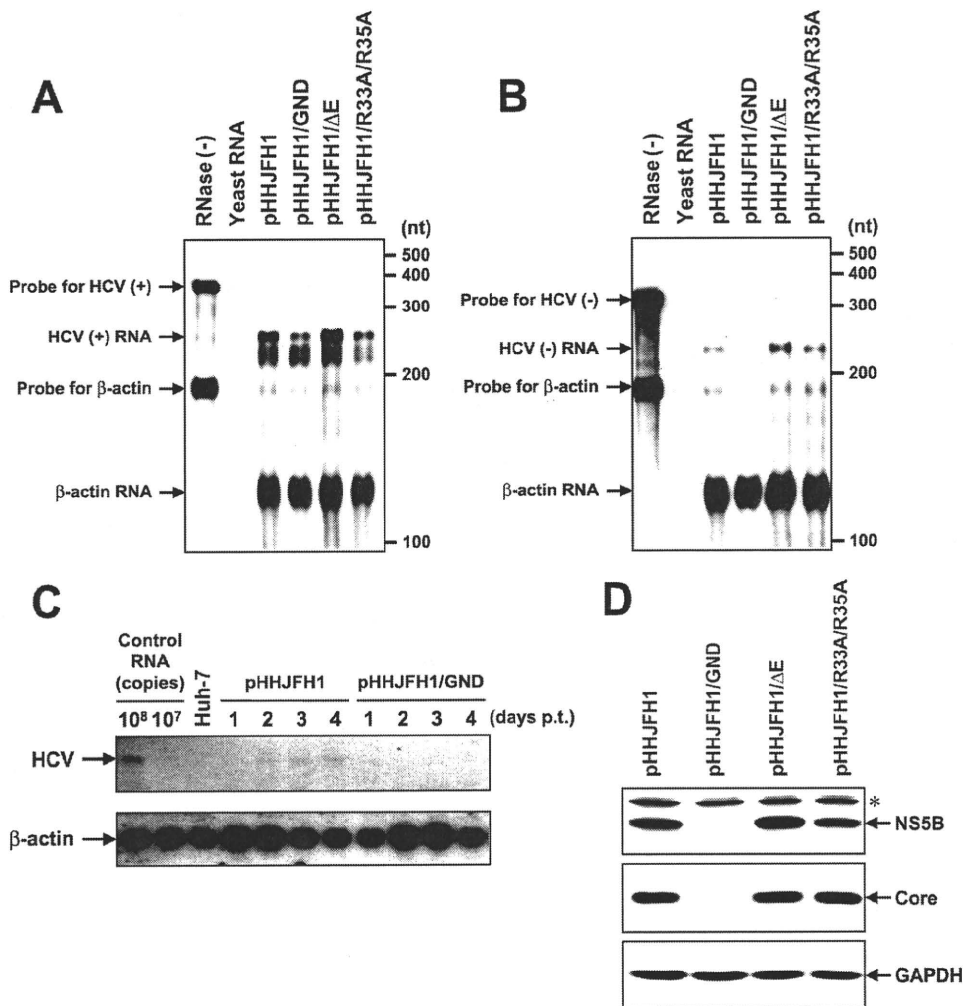 A
RNase (-)
Yeast RNA
pHHJFH1
pHHJFH1/GND
pHHJFH1/ΔE
pHHJFH1/R33A/R35A
(nt)
500
400
300
200
100
Probe for HCV (+)
HCV (+) RNA
Probe for β-actin
β-actin RNA
B
RNase (-)
Yeast RNA
pHHJFH1
pHHJFH1/GND
pHHJFH1/ΔE
pHHJFH1/R33A/R35A
(nt)
500
400
300
200
100
Probe for HCV (-)
HCV (-) RNA
Probe for β-actin
β-actin RNA
C
Control
RNA
(copies)
Huh-7
pHHJFH1
pHHJFH1/GND
10⁸ 10⁷ 1 2 3 4 1 2 3 4 (days p.t.)
HCV
β-actin
D
pHHJFH1
pHHJFH1/GND
pHHJFH1/ΔE
pHHJFH1/R33A/R35A
*
NS5B
Core
GAPDH